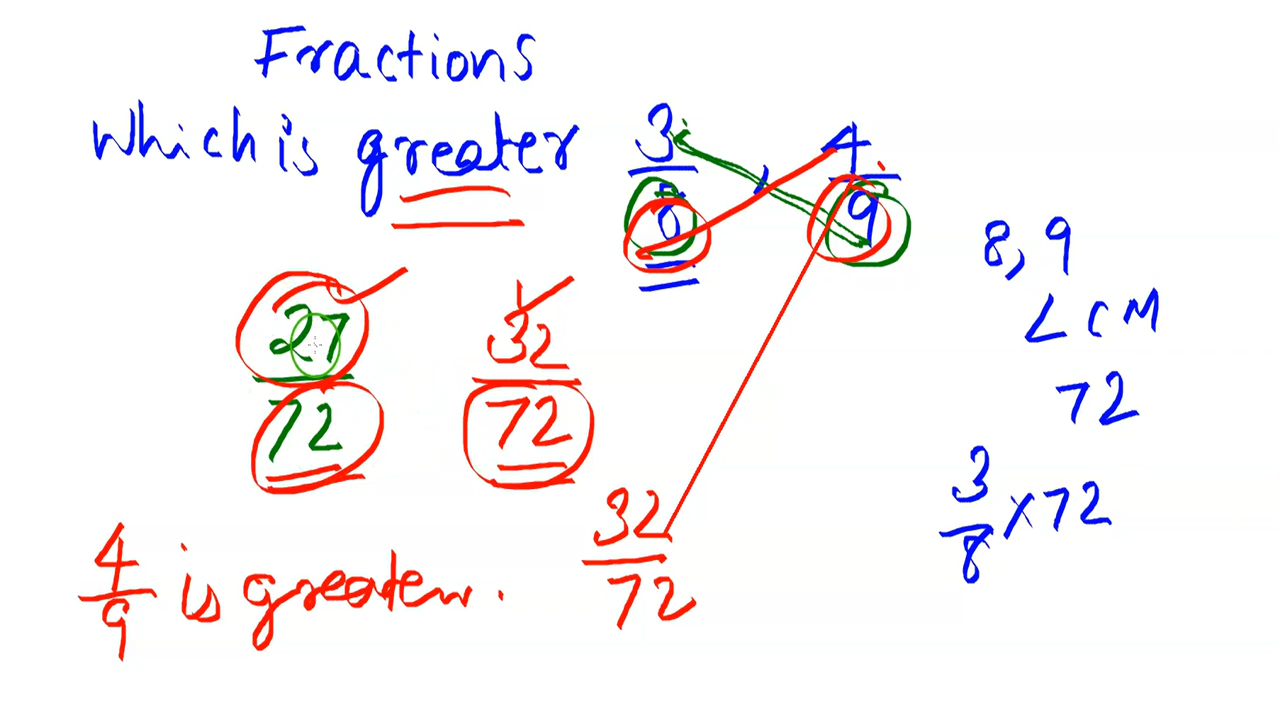 Fractions
Which is greater 3/8, 4/9
8, 9
LCM
72
27/72 32/72
3/8 × 72
32/72
4/9 is greater.